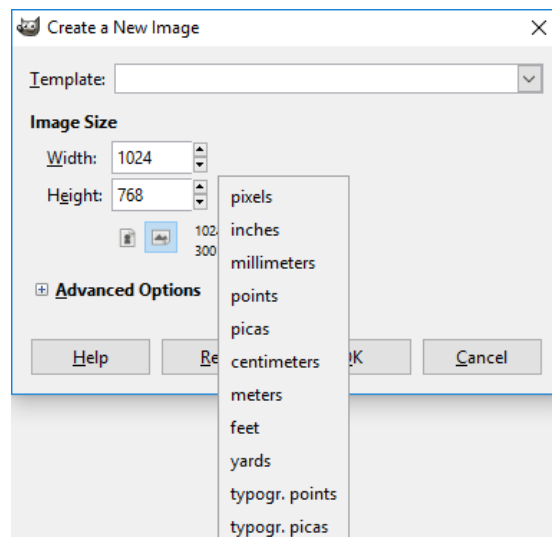 Create a New Image
Template:
Image Size
Width: 1024
Height: 768
300
Advanced Options
Help
Cancel
pixels
inches
millimeters
points
picas
centimeters
meters
feet
yards
typogr. points
typogr. picas